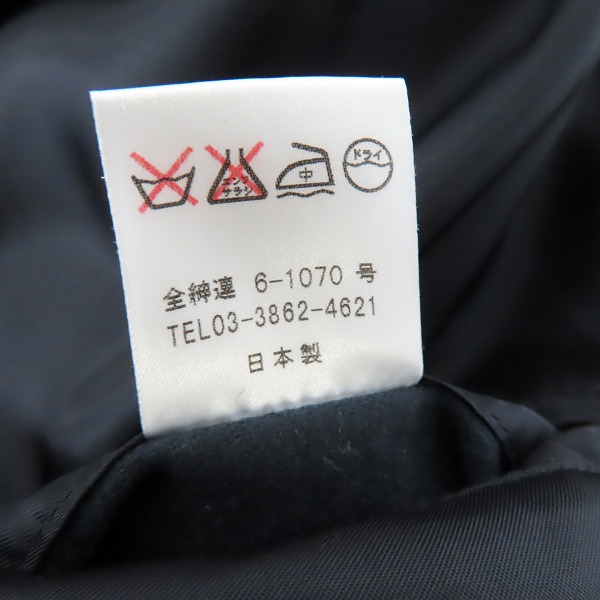 エンソ サラシ 中 ドライ
全紳連 6-1070 号
TEL03-3862-4621
日本製